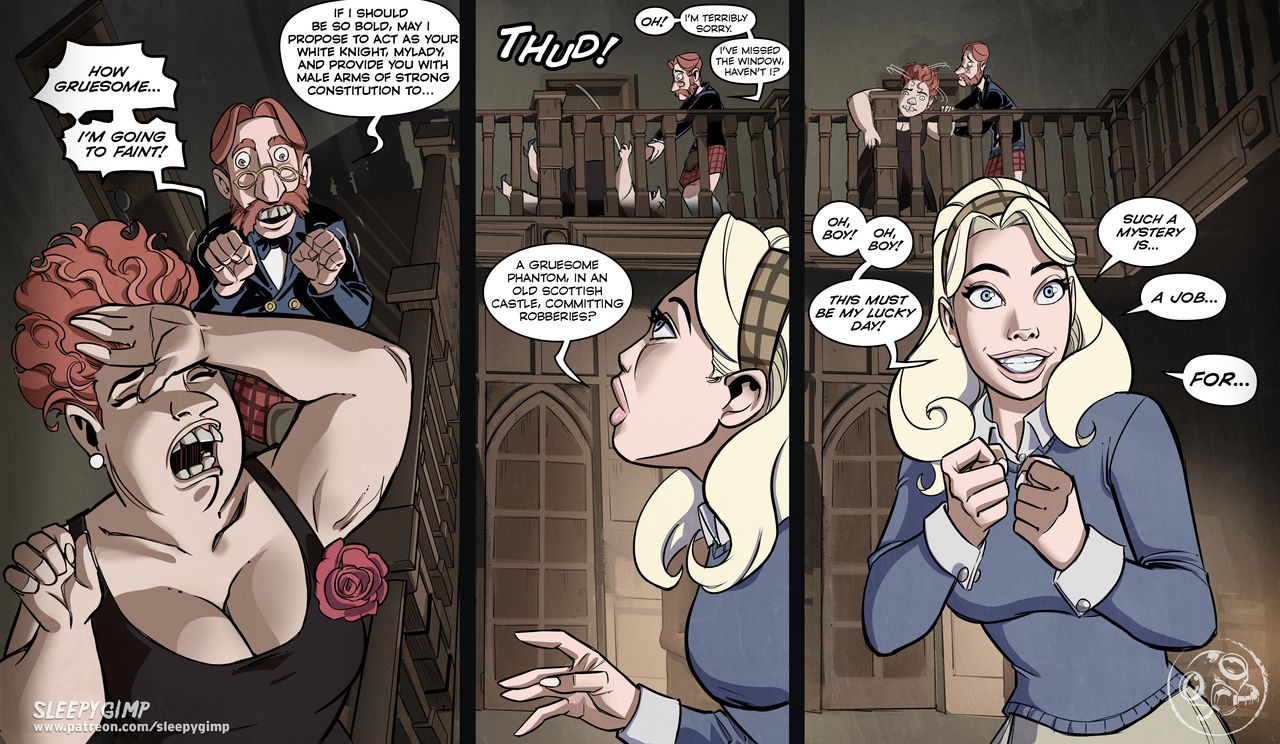 HOW
GRUESOME...
I'M GOING
TO FAINT!
IF I SHOULD
BE SO BOLD, MAY I
PROPOSE TO ACT AS YOUR
WHITE KNIGHT, MYLADY,
AND PROVIDE YOU WITH
MALE ARMS OF STRONG
CONSTITUTION TO...
SLEEPYGIMP
www.patreon.com/sleepygimp
THUD!
OH!
I'M TERRIBLY
SORRY.
I'VE MISSED
THE WINDOW,
HAVEN'T I?
A GRUESOME
PHANTOM, IN AN
OLD SCOTTISH
CASTLE, COMMITTING
ROBBERIES?
OH,
BOY!
OH,
BOY!
THIS MUST
BE MY LUCKY
DAY!
SUCH A
MYSTERY
IS...
A JOB...
FOR...